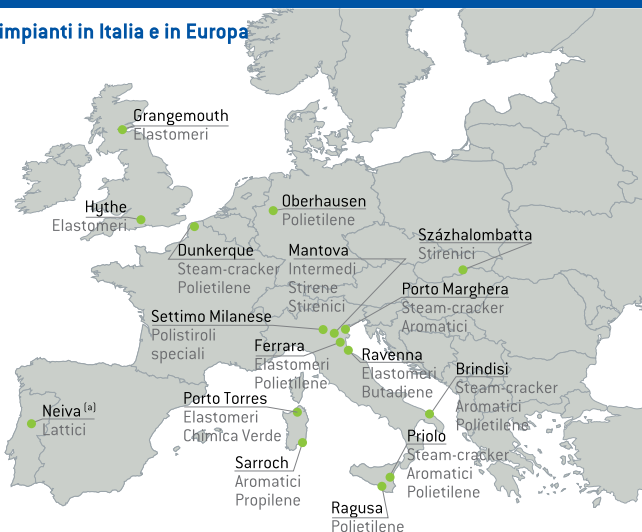 impianti in Italia e in Europa
Grangemouth
Elastomeri
Hythe
Elastomeri
Oberhausen
Polietilene
Dunkerque
Steam-cracker
Polietilene
Mantova
Intermedi
Stirene
Stirenici
Százhalombatta
Stirenici
Porto Marghera
Steam-cracker
Aromatici
Settimo Milanese
Polistiroli
speciali
Ferrara
Elastomeri
Polietilene
Ravenna
Elastomeri
Butadiene
Brindisi
Steam-cracker
Aromatici
Polietilene
Neiva (a)
Lattici
Porto Torres
Elastomeri
Chimica Verde
Sarroch
Aromatici
Propilene
Priolo
Steam-cracker
Aromatici
Polietilene
Ragusa
Polietilene